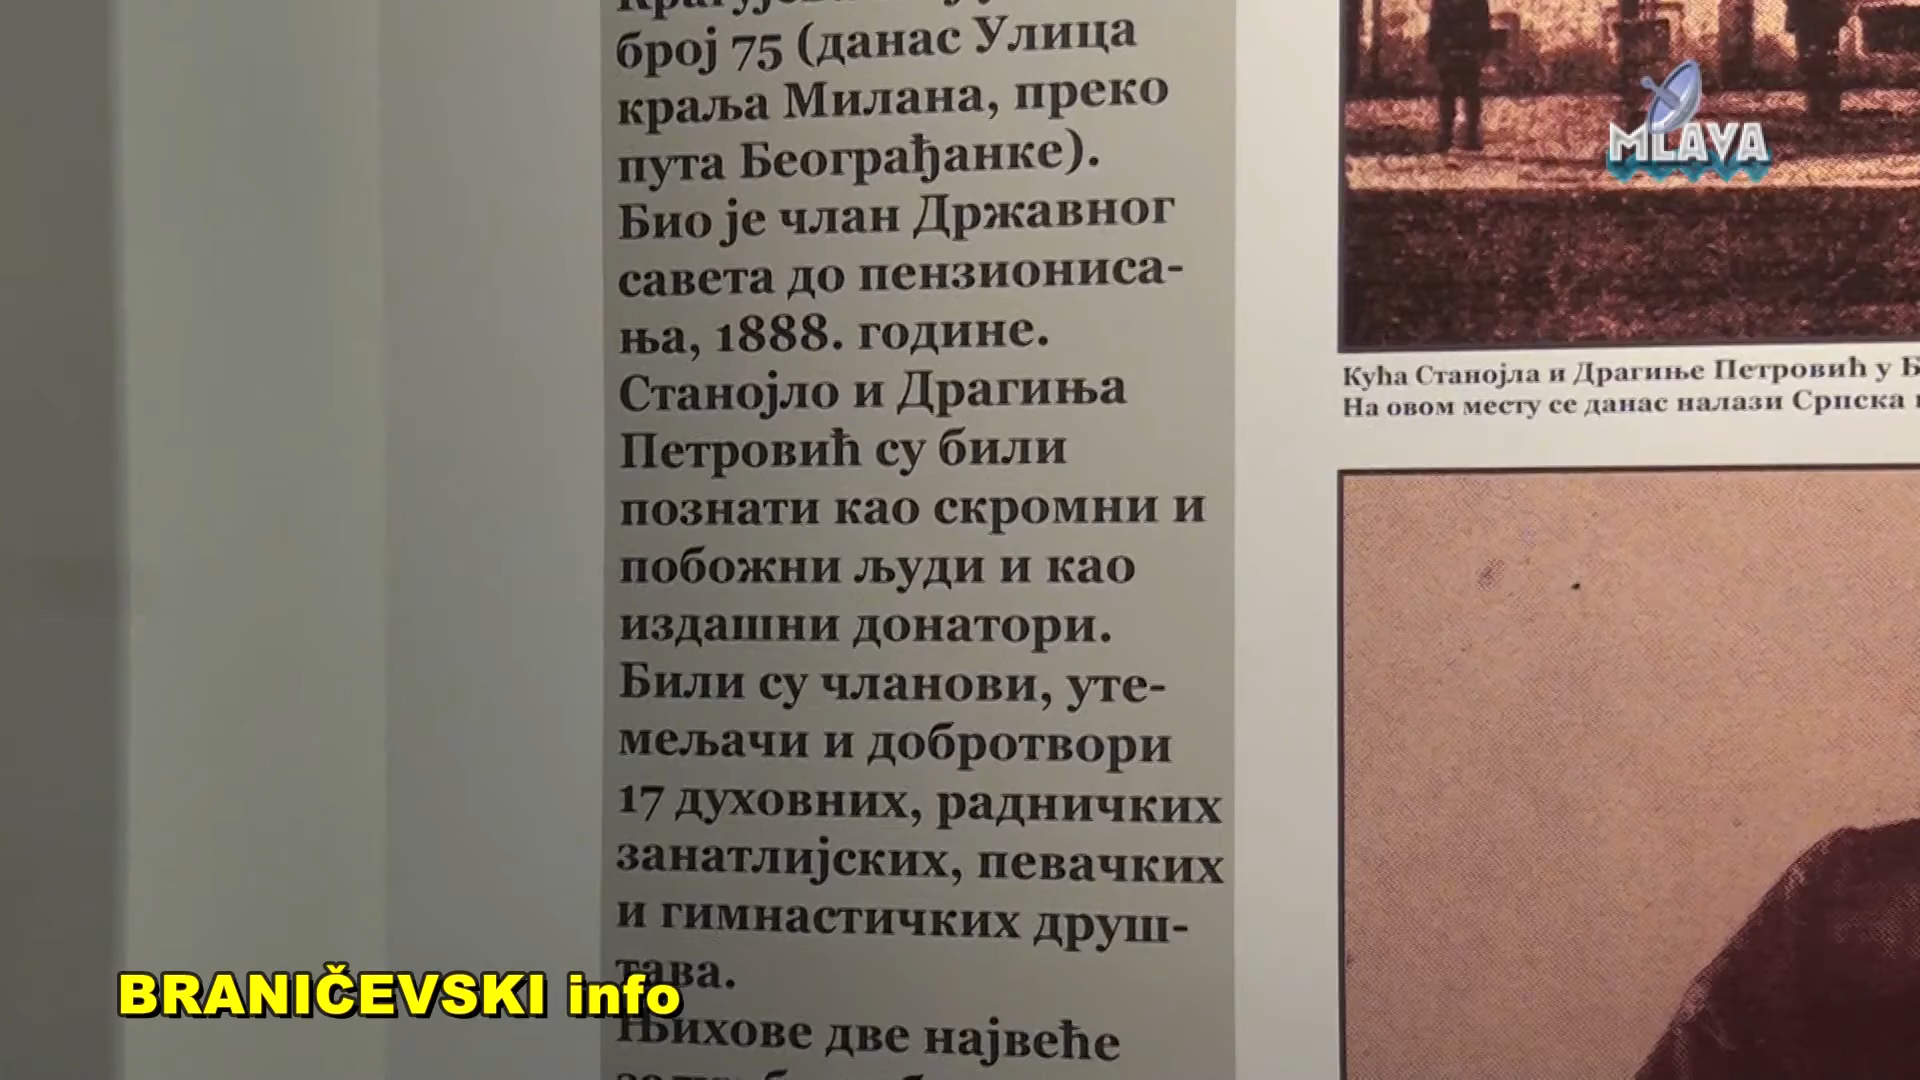 број 75 (данас Улица
краља Милана, преко
пута Београђанке).
Био је члан Државног
савета до пензиониса-
ња, 1888. године.
Станојло и Драгиња
Петровић су били
познати као скромни и
побожни људи и као
издашни донатори.
Били су чланови, уте-
мељачи и добротвори
17 духовних, радничких
занатлијских, певачких
и гимнастичких друш-
тава.
Њихове две највеће
MLAVA
Кућа Станојла и Драгиње Петровић у
На овом месту се данас налази Српска
BRANIČEVSKI info